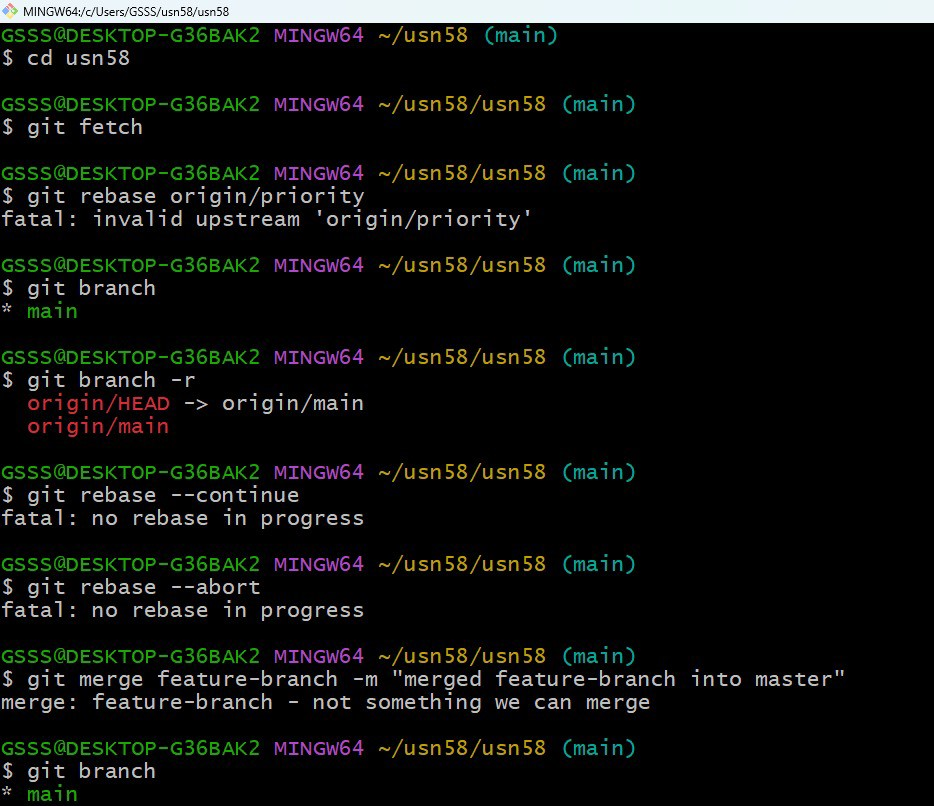 MINGW64:/c/Users/GSSS/usn58/usn58
GSSS@DESKTOP-G36BAK2 MINGW64 ~/usn58 (main)
$ cd usn58
GSSS@DESKTOP-G36BAK2 MINGW64 ~/usn58/usn58 (main)
$ git fetch
GSSS@DESKTOP-G36BAK2 MINGW64 ~/usn58/usn58 (main)
$ git rebase origin/priority
fatal: invalid upstream 'origin/priority'
GSSS@DESKTOP-G36BAK2 MINGW64 ~/usn58/usn58 (main)
$ git branch
* main
GSSS@DESKTOP-G36BAK2 MINGW64 ~/usn58/usn58 (main)
$ git branch -r
origin/HEAD -> origin/main
origin/main
GSSS@DESKTOP-G36BAK2 MINGW64 ~/usn58/usn58 (main)
$ git rebase --continue
fatal: no rebase in progress
GSSS@DESKTOP-G36BAK2 MINGW64 ~/usn58/usn58 (main)
$ git rebase --abort
fatal: no rebase in progress
GSSS@DESKTOP-G36BAK2 MINGW64 ~/usn58/usn58 (main)
$ git merge feature-branch -m "merged feature-branch into master"
merge: feature-branch - not something we can merge
GSSS@DESKTOP-G36BAK2 MINGW64 ~/usn58/usn58 (main)
$ git branch
* main